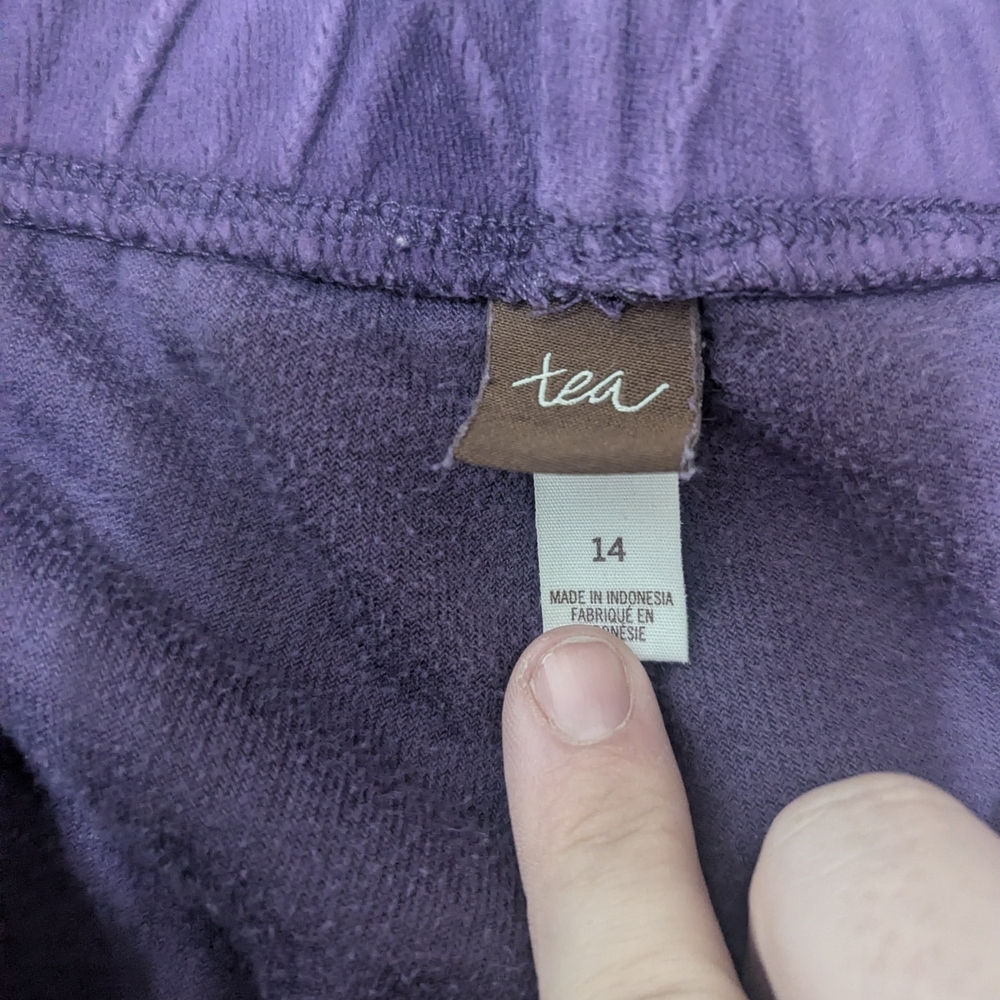 tea
14
MADE IN INDONESIA
FABRIQUÉ EN